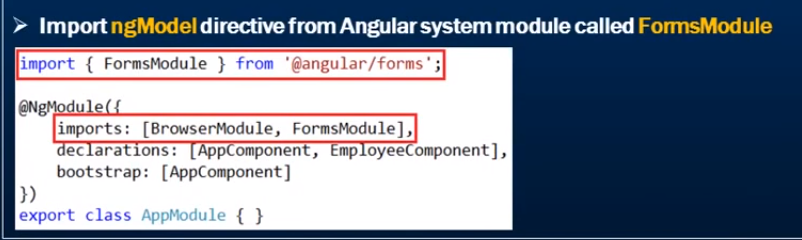 ➤ Import ngModel directive from Angular system module called FormsModule
import { FormsModule } from '@angular/forms';
@NgModule({
    imports: [BrowserModule, FormsModule],
    declarations: [AppComponent, EmployeeComponent],
    bootstrap: [AppComponent]
})
export class AppModule { }